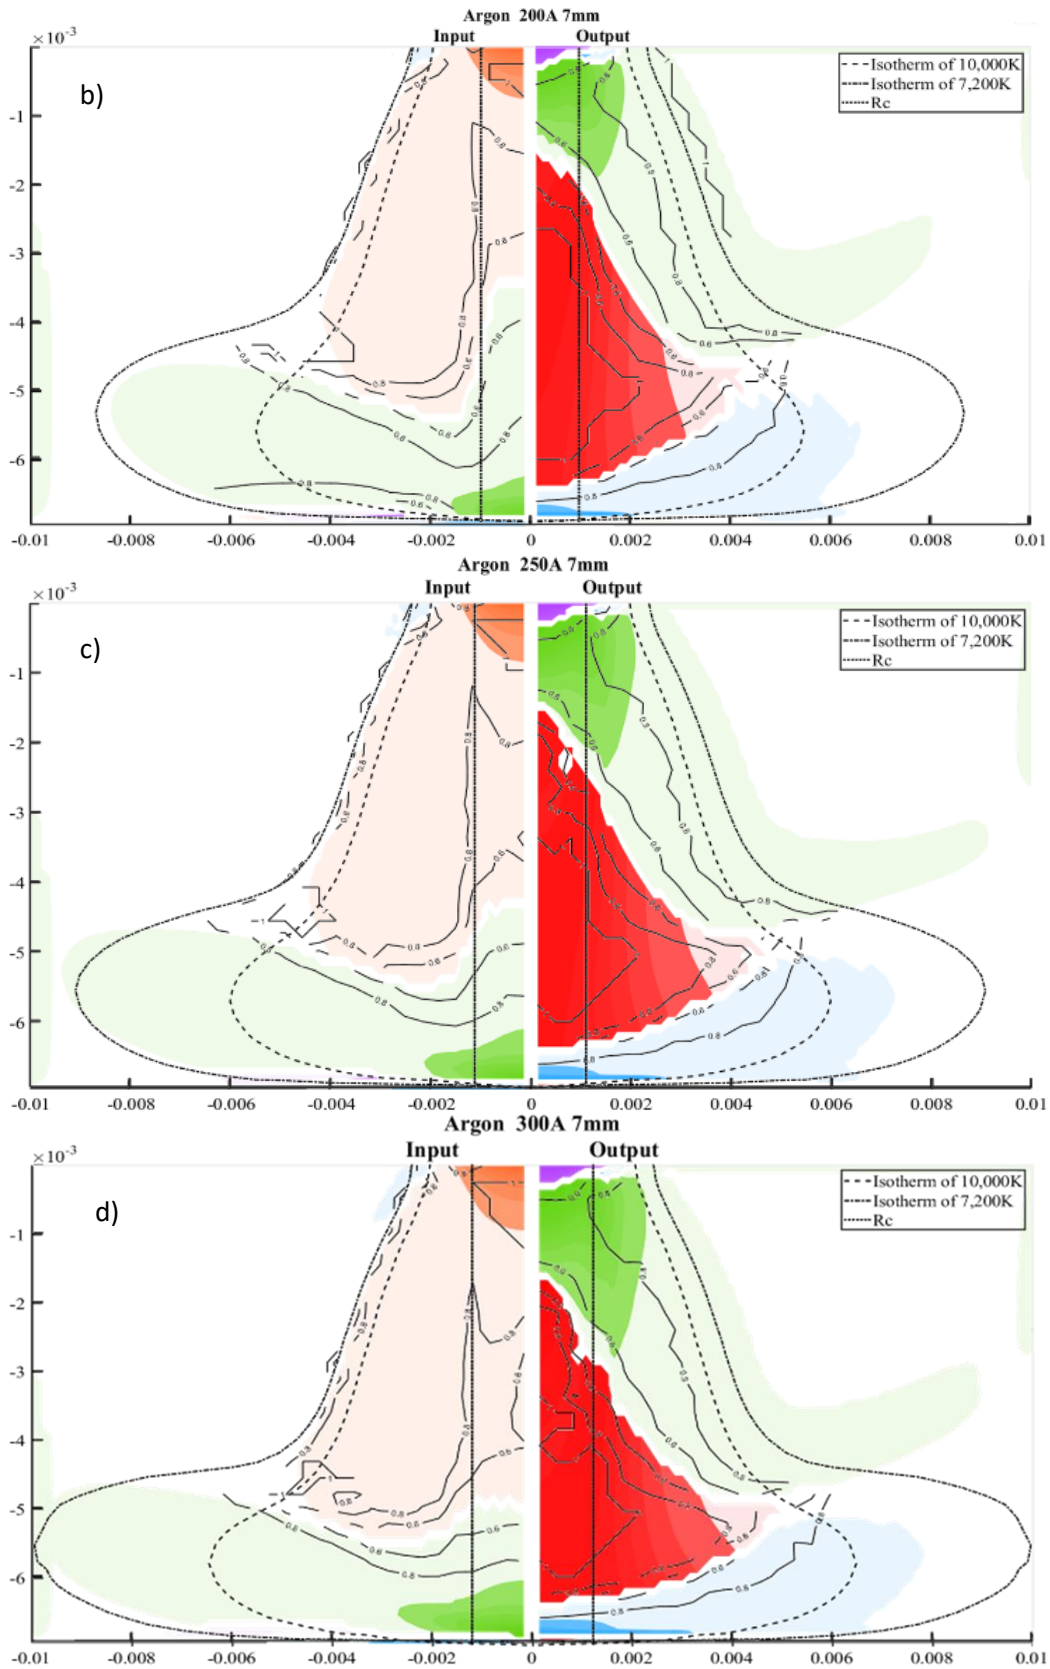 Argon 200A 7mm
Input Output
×10⁻³
b)
Isotherm of 10,000K
Isotherm of 7,200K
Rc
-1
-2
-3
-4
-5
-6
-0.01 -0.008 -0.006 -0.004 -0.002 0 0.002 0.004 0.006 0.008 0.01
Argon 250A 7mm
Input Output
×10⁻³
c)
Isotherm of 10,000K
Isotherm of 7,200K
Rc
-1
-2
-3
-4
-5
-6
-0.01 -0.008 -0.006 -0.004 -0.002 0 0.002 0.004 0.006 0.008 0.01
Argon 300A 7mm
Input Output
×10⁻³
d)
Isotherm of 10,000K
Isotherm of 7,200K
Rc
-1
-2
-3
-4
-5
-6
-0.01 -0.008 -0.006 -0.004 -0.002 0 0.002 0.004 0.006 0.008 0.01